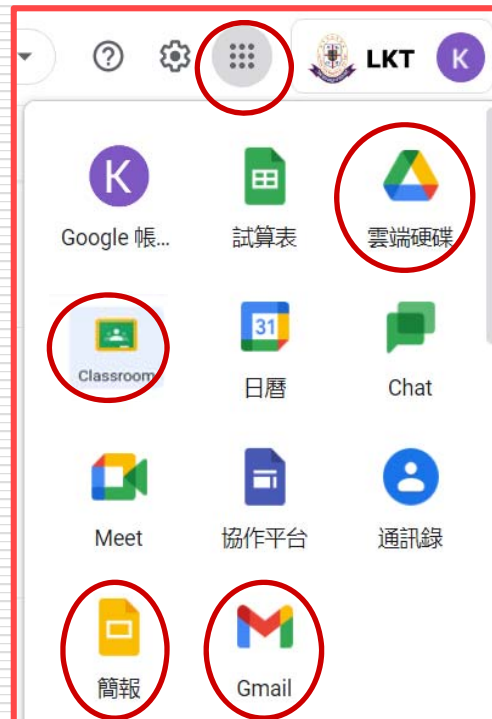 LKT K
K
Google 帳... 試算表 雲端硬碟
31
Classroom 日曆 Chat
Meet 協作平台 通訊錄
簡報 Gmail